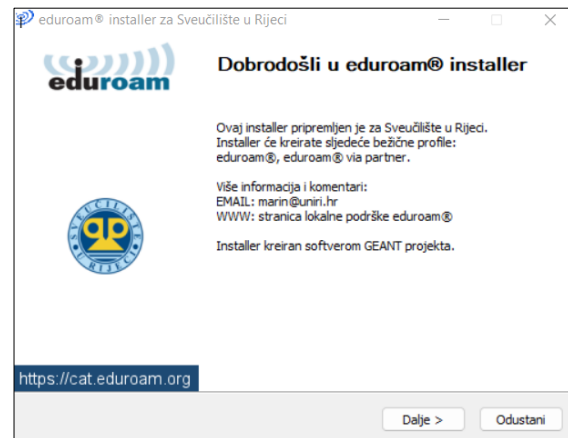 eduroam® installer za Sveučilište u Rijeci
eduroam
Dobrodošli u eduroam® installer
Ovaj installer pripremljen je za Sveučilište u Rijeci.
Installer će kreirate sljedeće bežične profile:
eduroam®, eduroam® via partner.
Više informacija i komentari:
EMAIL: marin@uniri.hr
WWW: stranica lokalne podrške eduroam®
Installer kreiran softverom GEANT projekta.
SVEUČILIŠTE
U RIJECI
https://cat.eduroam.org
Dalje >
Odustani